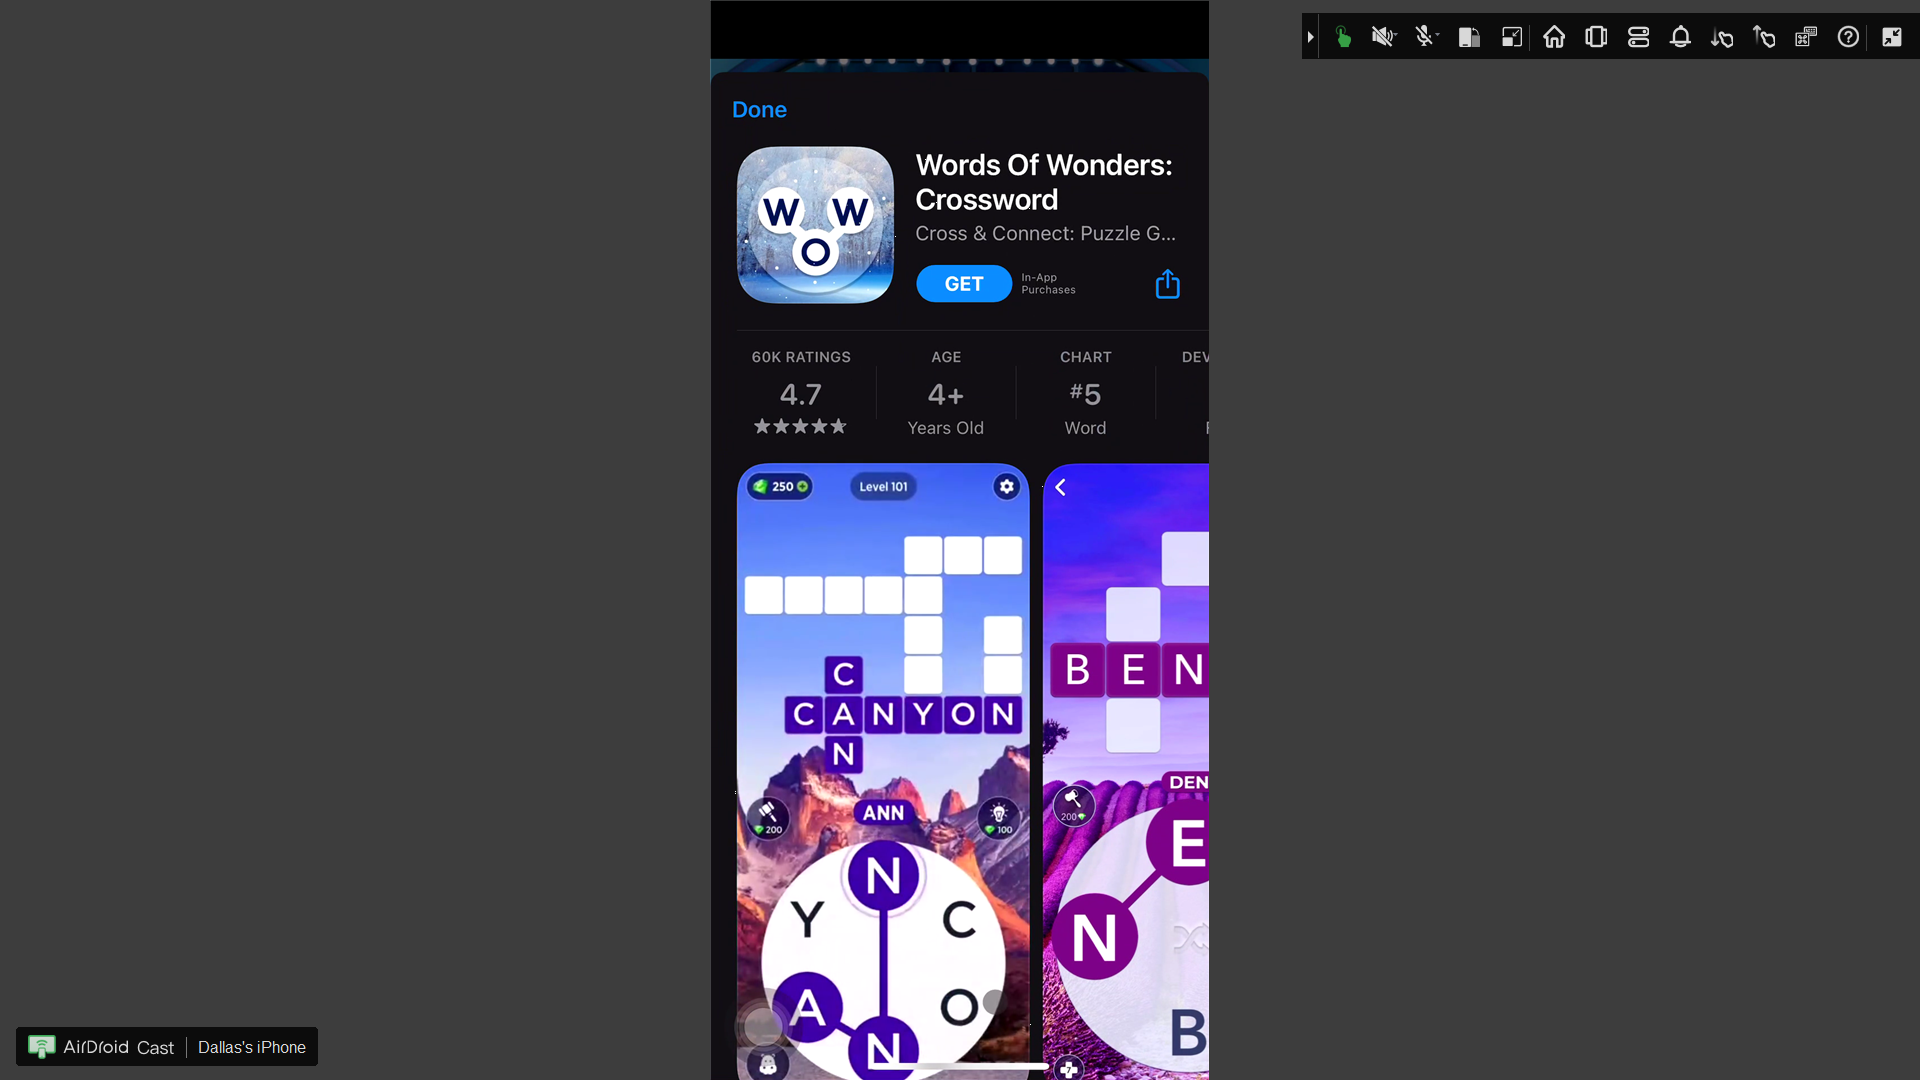 Done
Words Of Wonders:
Crossword
Cross & Connect: Puzzle G...
GET
In-App
Purchases
W W
O
60K RATINGS
4.7
AGE
4+
Years Old
CHART
#5
Word
DEV
250
Level 101
C
CANYON
N
ANN
200
100
N
Y
C
A
O
N
BEN
DEN
200
E
N
B
AirDroid Cast
Dallas's iPhone